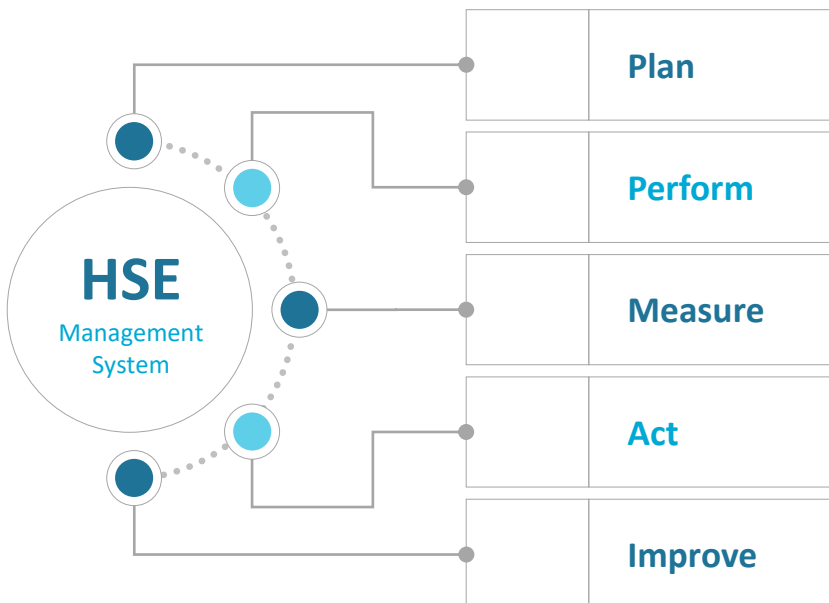 HSE
Management
System
Plan
Perform
Measure
Act
Improve